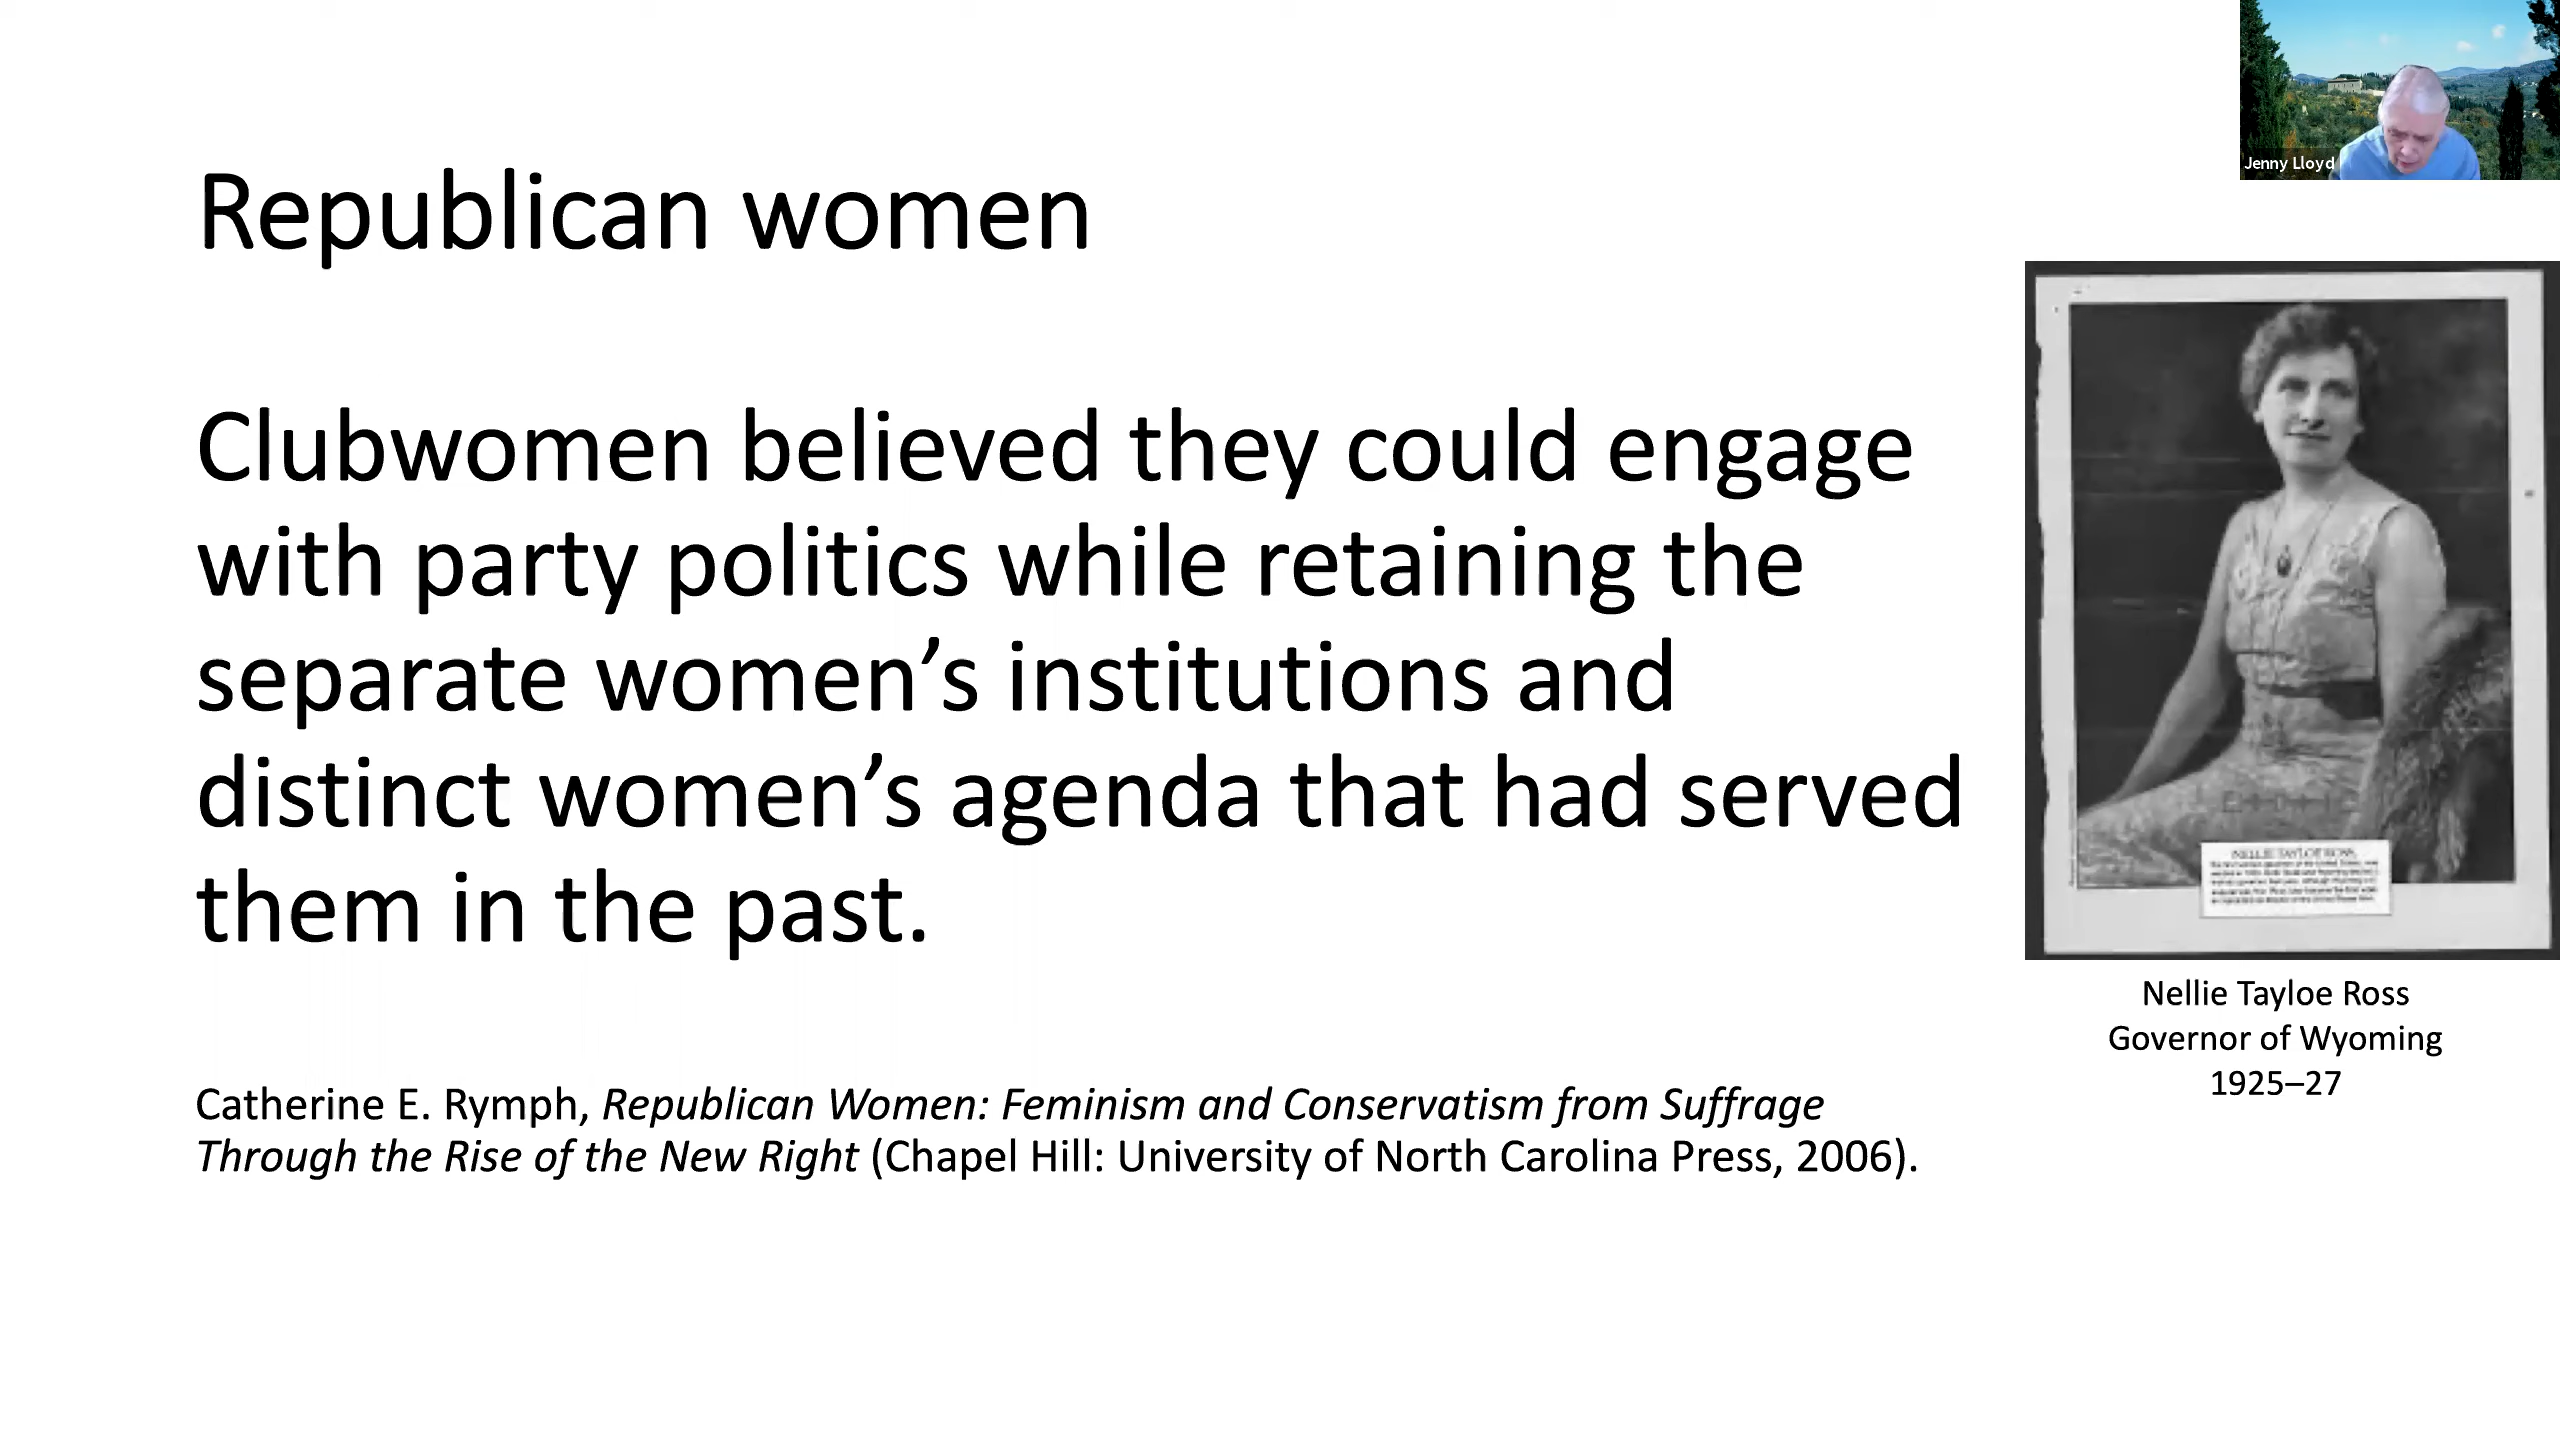 Jenny Lloyd
Republican women
Clubwomen believed they could engage
with party politics while retaining the
separate women’s institutions and
distinct women’s agenda that had served
them in the past.
Catherine E. Rymph, Republican Women: Feminism and Conservatism from Suffrage
Through the Rise of the New Right (Chapel Hill: University of North Carolina Press, 2006).
NELLIE TAYLOE ROSS
Nellie Tayloe Ross
Governor of Wyoming
1925–27